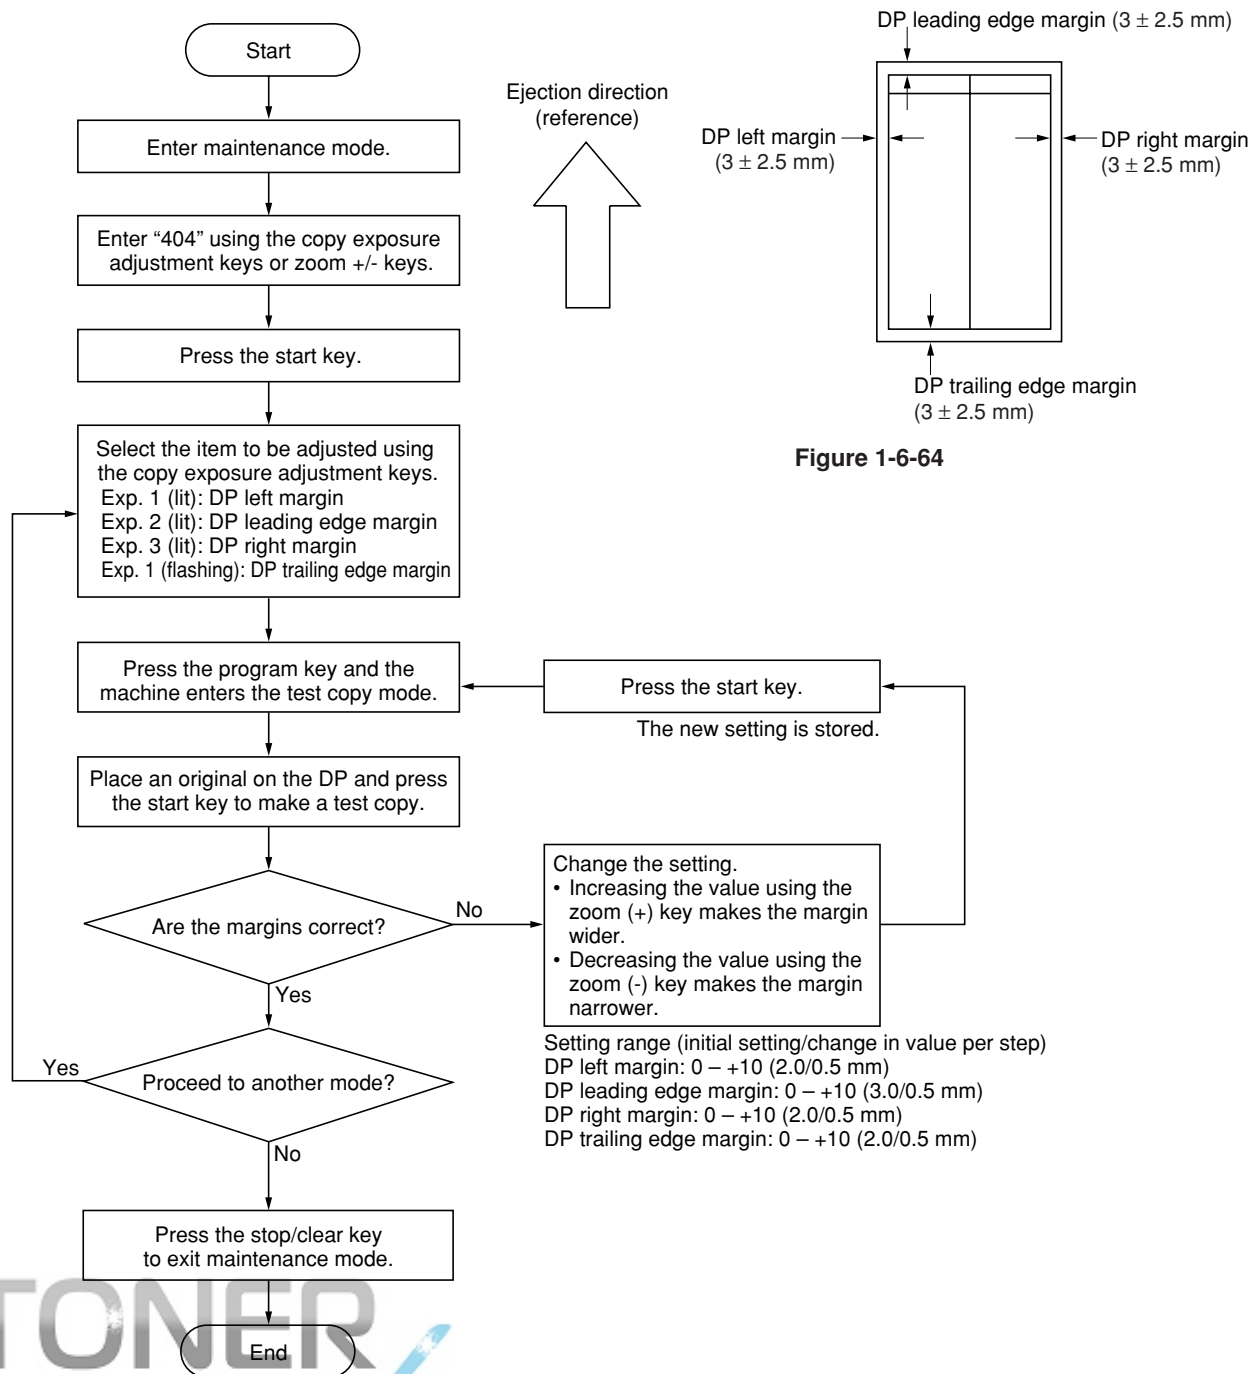 Start
Enter maintenance mode.
Enter “404” using the copy exposure
adjustment keys or zoom +/- keys.
Press the start key.
Select the item to be adjusted using
the copy exposure adjustment keys.
Exp. 1 (lit): DP left margin
Exp. 2 (lit): DP leading edge margin
Exp. 3 (lit): DP right margin
Exp. 1 (flashing): DP trailing edge margin
Press the program key and the
machine enters the test copy mode.
Place an original on the DP and press
the start key to make a test copy.
Are the margins correct?
No
Yes
Proceed to another mode?
Yes
No
Press the stop/clear key
to exit maintenance mode.
End
Press the start key.
The new setting is stored.
Change the setting.
• Increasing the value using the
zoom (+) key makes the margin
wider.
• Decreasing the value using the
zoom (-) key makes the margin
narrower.
Setting range (initial setting/change in value per step)
DP left margin: 0 – +10 (2.0/0.5 mm)
DP leading edge margin: 0 – +10 (3.0/0.5 mm)
DP right margin: 0 – +10 (2.0/0.5 mm)
DP trailing edge margin: 0 – +10 (2.0/0.5 mm)
Ejection direction
(reference)
DP leading edge margin (3 ± 2.5 mm)
DP left margin
(3 ± 2.5 mm)
DP right margin
(3 ± 2.5 mm)
DP trailing edge margin
(3 ± 2.5 mm)
Figure 1-6-64
TONER